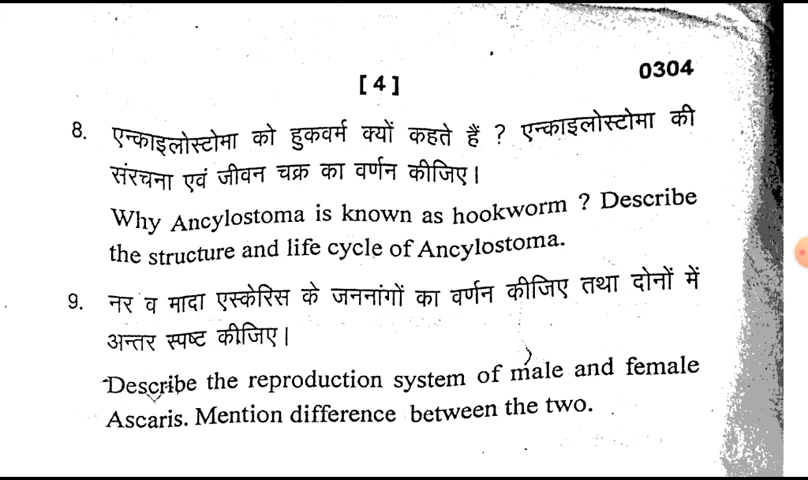 [ 4 ]
0304
8. एन्काइलोस्टोमा को हुकवर्म क्यों कहते हैं ? एन्काइलोस्टोमा की
संरचना एवं जीवन चक्र का वर्णन कीजिए।
Why Ancylostoma is known as hookworm ? Describe
the structure and life cycle of Ancylostoma.
9. नर व मादा एस्केरिस के जननांगों का वर्णन कीजिए तथा दोनों में
अन्तर स्पष्ट कीजिए।
Describe the reproduction system of male and female
Ascaris. Mention difference between the two.